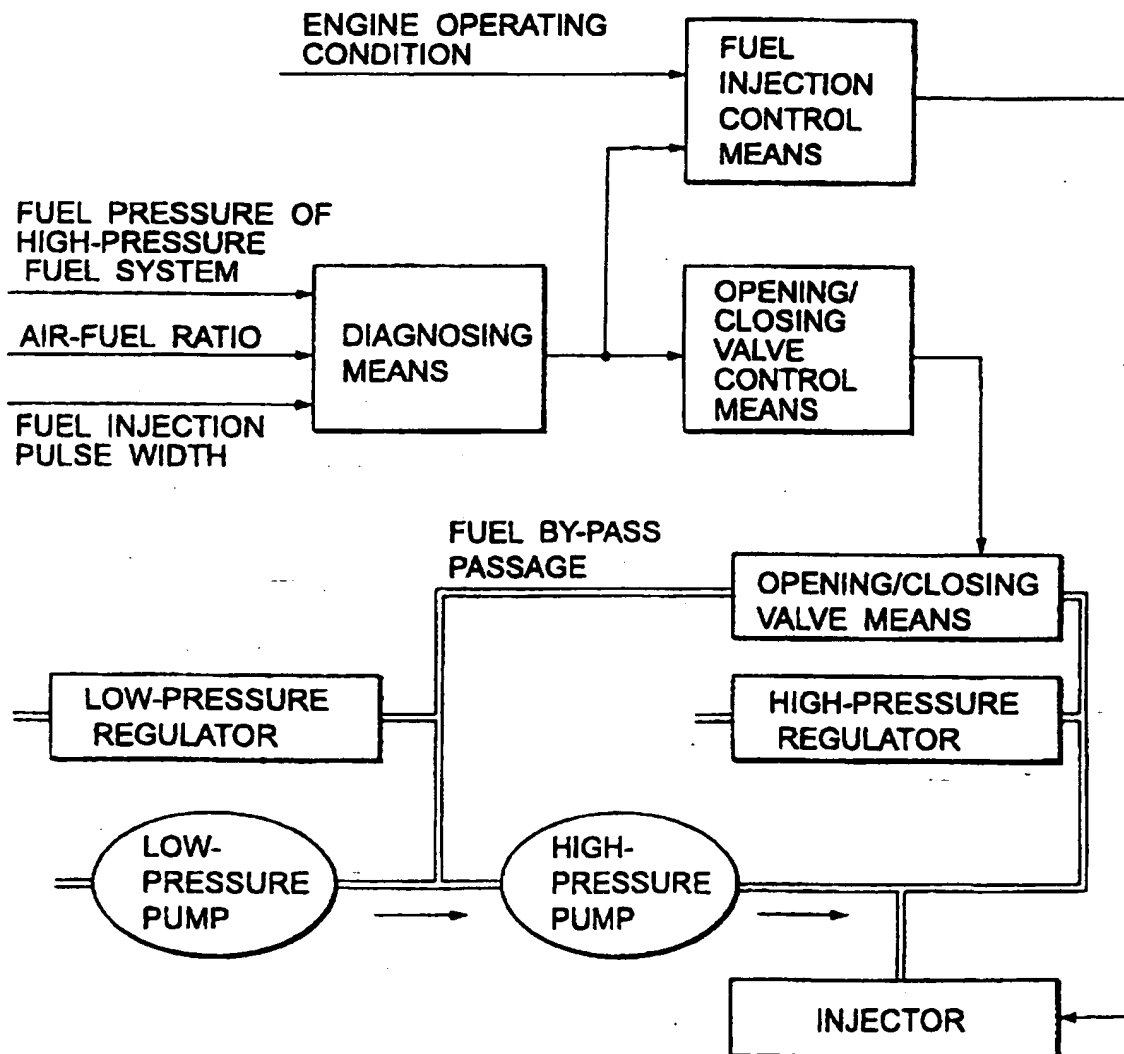 ENGINE OPERATING
CONDITION
FUEL
INJECTION
CONTROL
MEANS
FUEL PRESSURE OF
HIGH-PRESSURE
FUEL SYSTEM
AIR-FUEL RATIO
FUEL INJECTION
PULSE WIDTH
DIAGNOSING
MEANS
OPENING/
CLOSING
VALVE
CONTROL
MEANS
FUEL BY-PASS
PASSAGE
OPENING/CLOSING
VALVE MEANS
LOW-PRESSURE
REGULATOR
HIGH-PRESSURE
REGULATOR
LOW-
PRESSURE
PUMP
HIGH-
PRESSURE
PUMP
INJECTOR